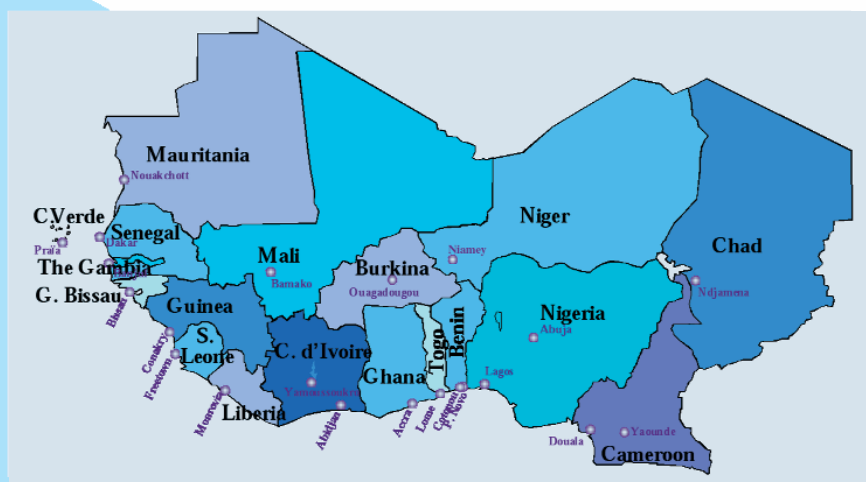 Mauritania
Nouakchott
C.Verde
Praïa
Senegal
Dakar
The Gambia
G. Bissau
Bissau
Mali
Bamako
Niger
Niamey
Chad
Ndjamena
Burkina
Ouagadougou
Guinea
Conakry
S.
Leone
Freetown
Liberia
Monrovia
C. d'Ivoire
Yamoussoukro
Abidjan
Ghana
Accra
Togo
Lome
Benin
Cotonou
P. Novo
Nigeria
Abuja
Lagos
Cameroon
Douala
Yaounde